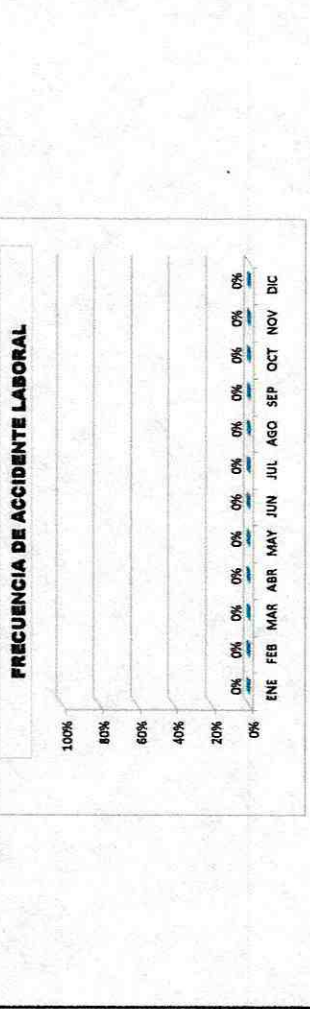 FRECUENCIA DE ACCIDENTE LABORAL
100%
80%
60%
40%
20%
0%
0% 0% 0% 0% 0% 0% 0% 0% 0% 0% 0% 0%
ENE FEB MAR ABR MAY JUN JUL AGO SEP OCT NOV DIC